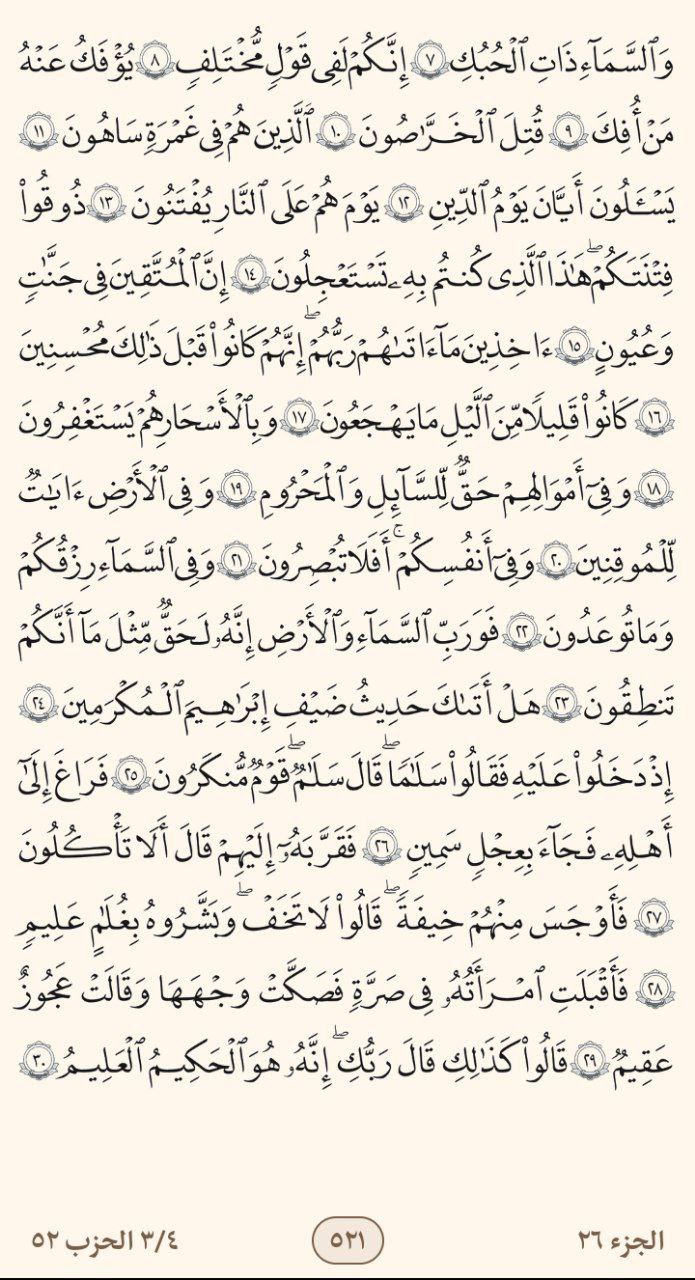 وَٱلسَّمَآءِ ذَاتِ ٱلۡحُبُكِ ٧ إِنَّكُمۡ لَفِي قَوۡلٖ مُّخۡتَلِفٖ ٨ يُؤۡفَكُ عَنۡهُ
مَنۡ أُفِكَ ٩ قُتِلَ ٱلۡخَرَّٰصُونَ ١٠ ٱلَّذِينَ هُمۡ فِي غَمۡرَةٖ سَاهُونَ ١١
يَسۡـَٔلُونَ أَيَّانَ يَوۡمُ ٱلدِّينِ ١٢ يَوۡمَ هُمۡ عَلَى ٱلنَّارِ يُفۡتَنُونَ ١٣ ذُوقُواْ
فِتۡنَتَكُمۡۖ هَٰذَا ٱلَّذِي كُنتُم بِهِۦ تَسۡتَعۡجِلُونَ ١٤ إِنَّ ٱلۡمُتَّقِينَ فِي جَنَّٰتٖ
وَعُيُونٍ ١٥ ءَاخِذِينَ مَآ ءَاتَىٰهُمۡ رَبُّهُمۡۖ إِنَّهُمۡ كَانُواْ قَبۡلَ ذَٰلِكَ مُحۡسِنِينَ
١٦ كَانُواْ قَلِيلٗا مِّنَ ٱلَّيۡلِ مَا يَهۡجَعُونَ ١٧ وَبِٱلۡأَسۡحَارِ هُمۡ يَسۡتَغۡفِرُونَ
١٨ وَفِيٓ أَمۡوَٰلِهِمۡ حَقّٞ لِّلسَّآئِلِ وَٱلۡمَحۡرُومِ ١٩ وَفِي ٱلۡأَرۡضِ ءَايَٰتٞ
لِّلۡمُوقِنِينَ ٢٠ وَفِيٓ أَنفُسِكُمۡۚ أَفَلَا تُبۡصِرُونَ ٢١ وَفِي ٱلسَّمَآءِ رِزۡقُكُمۡ
وَمَا تُوعَدُونَ ٢٢ فَوَرَبِّ ٱلسَّمَآءِ وَٱلۡأَرۡضِ إِنَّهُۥ لَحَقّٞ مِّثۡلَ مَآ أَنَّكُمۡ
تَنطِقُونَ ٢٣ هَلۡ أَتَىٰكَ حَدِيثُ ضَيۡفِ إِبۡرَٰهِيمَ ٱلۡمُكۡرَمِينَ ٢٤
إِذۡ دَخَلُواْ عَلَيۡهِ فَقَالُواْ سَلَٰمٗاۖ قَالَ سَلَٰمٞۖ قَوۡمٞ مُّنكَرُونَ ٢٥ فَرَاغَ إِلَىٰٓ
أَهۡلِهِۦ فَجَآءَ بِعِجۡلٖ سَمِينٖ ٢٦ فَقَرَّبَهُۥٓ إِلَيۡهِمۡ قَالَ أَلَا تَأۡكُلُونَ
٢٧ فَأَوۡجَسَ مِنۡهُمۡ خِيفَةٗۖ قَالُواْ لَا تَخَفۡۖ وَبَشَّرُوهُ بِغُلَٰمٍ عَلِيمٖ
٢٨ فَأَقۡبَلَتِ ٱمۡرَأَتُهُۥ فِي صَرَّةٖ فَصَكَّتۡ وَجۡهَهَا وَقَالَتۡ عَجُوزٌ
عَقِيمٞ ٢٩ قَالُواْ كَذَٰلِكِ قَالَ رَبُّكِۖ إِنَّهُۥ هُوَ ٱلۡحَكِيمُ ٱلۡعَلِيمُ ٣٠
الجزء ٢٦ ٥٢١ ٣/٤ الحزب ٥٢